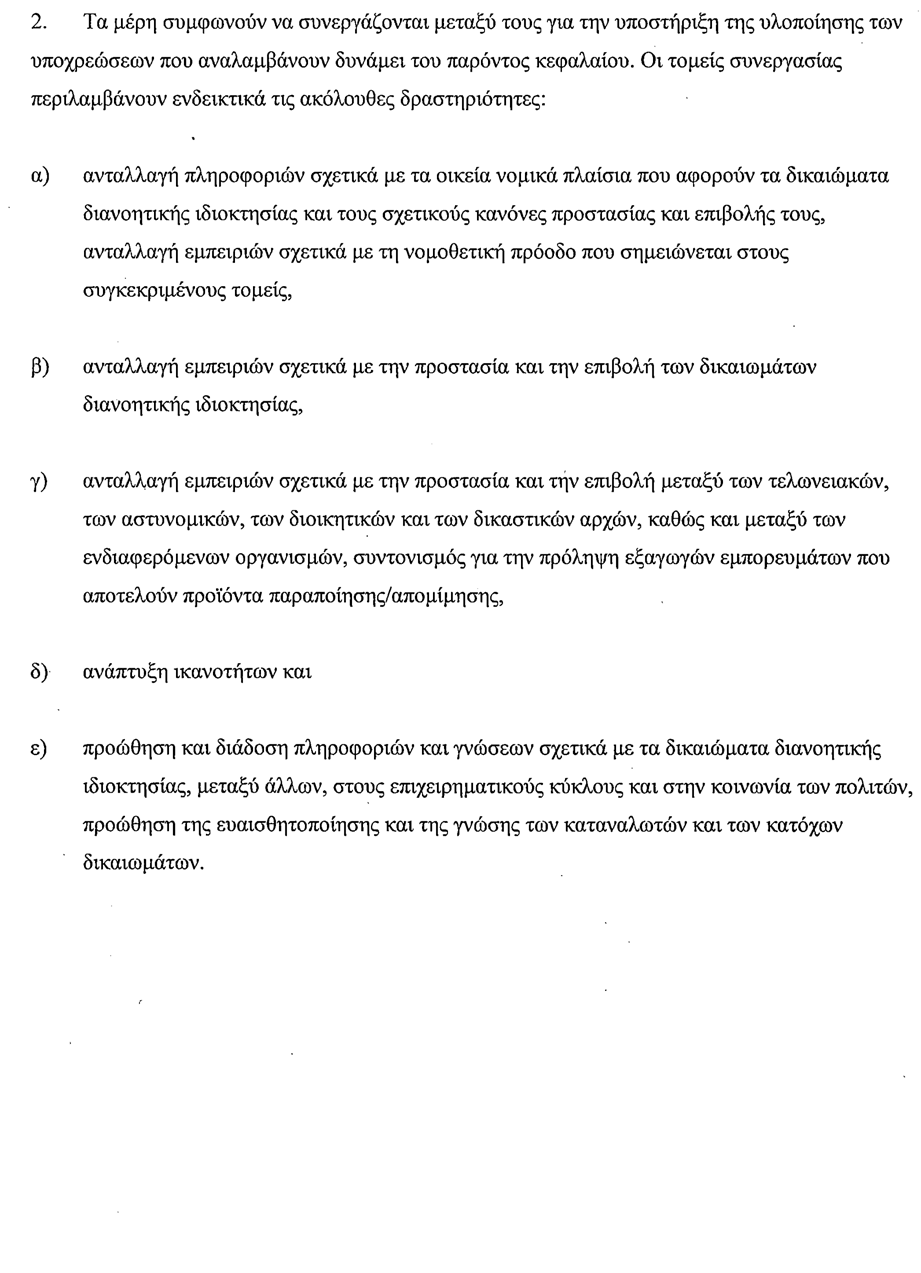 2. Τα μέρη συμφωνούν να συνεργάζονται μεταξύ τους για την υποστήριξη της υλοποίησης των
υποχρεώσεων που αναλαμβάνουν δυνάμει του παρόντος κεφαλαίου. Οι τομείς συνεργασίας
περιλαμβάνουν ενδεικτικά τις ακόλουθες δραστηριότητες:
α) ανταλλαγή πληροφοριών σχετικά με τα οικεία νομικά πλαίσια που αφορούν τα δικαιώματα
διανοητικής ιδιοκτησίας και τους σχετικούς κανόνες προστασίας και επιβολής τους,
ανταλλαγή εμπειριών σχετικά με τη νομοθετική πρόοδο που σημειώνεται στους
συγκεκριμένους τομείς,
β) ανταλλαγή εμπειριών σχετικά με την προστασία και την επιβολή των δικαιωμάτων
διανοητικής ιδιοκτησίας,
γ) ανταλλαγή εμπειριών σχετικά με την προστασία και την επιβολή μεταξύ των τελωνειακών,
των αστυνομικών, των διοικητικών και των δικαστικών αρχών, καθώς και μεταξύ των
ενδιαφερόμενων οργανισμών, συντονισμός για την πρόληψη εξαγωγών εμπορευμάτων που
αποτελούν προϊόντα παραποίησης/απομίμησης,
δ) ανάπτυξη ικανοτήτων και
ε) προώθηση και διάδοση πληροφοριών και γνώσεων σχετικά με τα δικαιώματα διανοητικής
ιδιοκτησίας, μεταξύ άλλων, στους επιχειρηματικούς κύκλους και στην κοινωνία των πολιτών,
προώθηση της ευαισθητοποίησης και της γνώσης των καταναλωτών και των κατόχων
δικαιωμάτων.